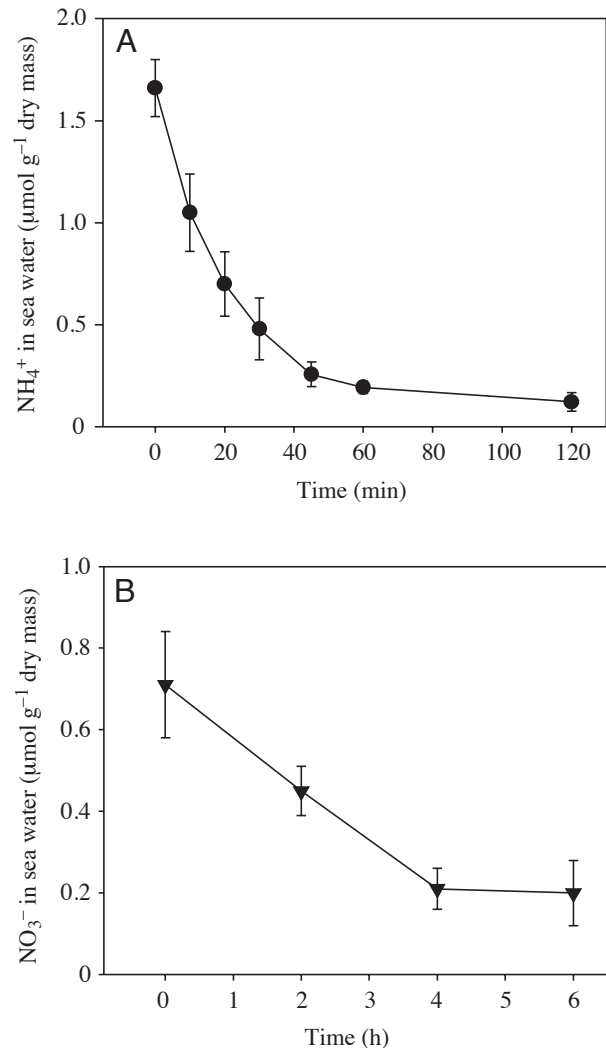 A
NH₄⁺ in sea water (µmol g⁻¹ dry mass)
2.0
1.5
1.0
0.5
0
0 20 40 60 80 100 120
Time (min)
B
NO₃⁻ in sea water (µmol g⁻¹ dry mass)
1.0
0.8
0.6
0.4
0.2
0
0 1 2 3 4 5 6
Time (h)